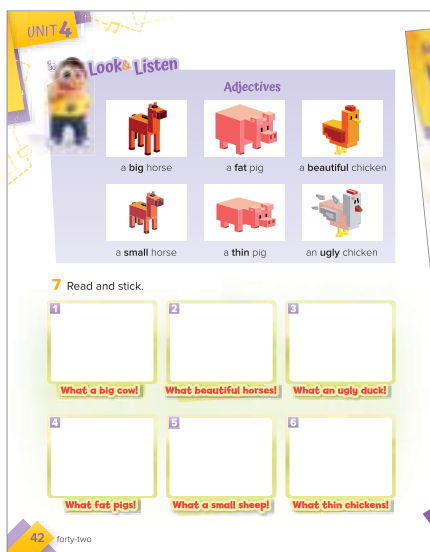 UNIT 4
Look & Listen
Adjectives
a big horse
a fat pig
a beautiful chicken
a small horse
a thin pig
an ugly chicken
7 Read and stick.
1
2
3
What a big cow!
What beautiful horses!
What an ugly duck!
4
5
6
What fat pigs!
What a small sheep!
What thin chickens!
42 forty-two